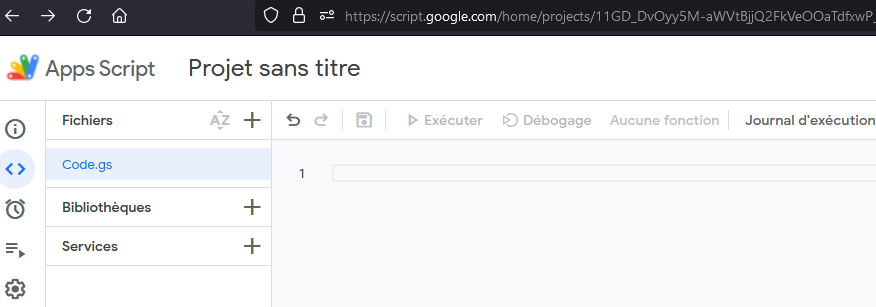 https://script.google.com/home/projects/11GD_DvOyy5M-aWVtBjjQ2FkVeOOaTdfxwP_
Apps Script Projet sans titre
Fichiers AZ Exécuter Débogage Aucune fonction Journal d'exécution
Code.gs 1
Bibliothèques
Services